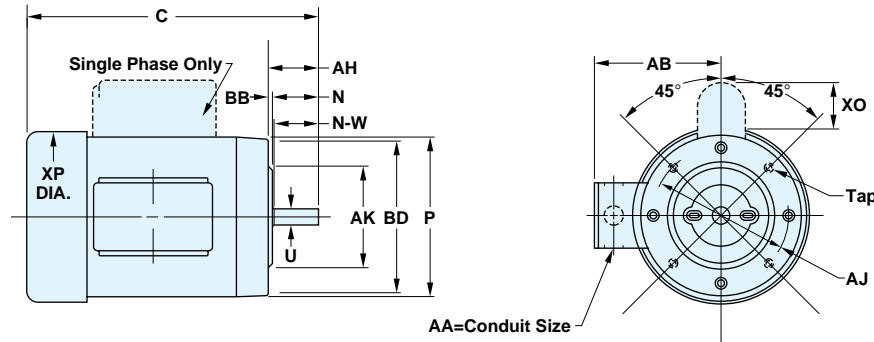 C
Single Phase Only
AH
BB
N
N-W
XP
DIA.
AK
BD
P
U
AB
45°
45°
XO
Tap
AJ
AA=Conduit Size